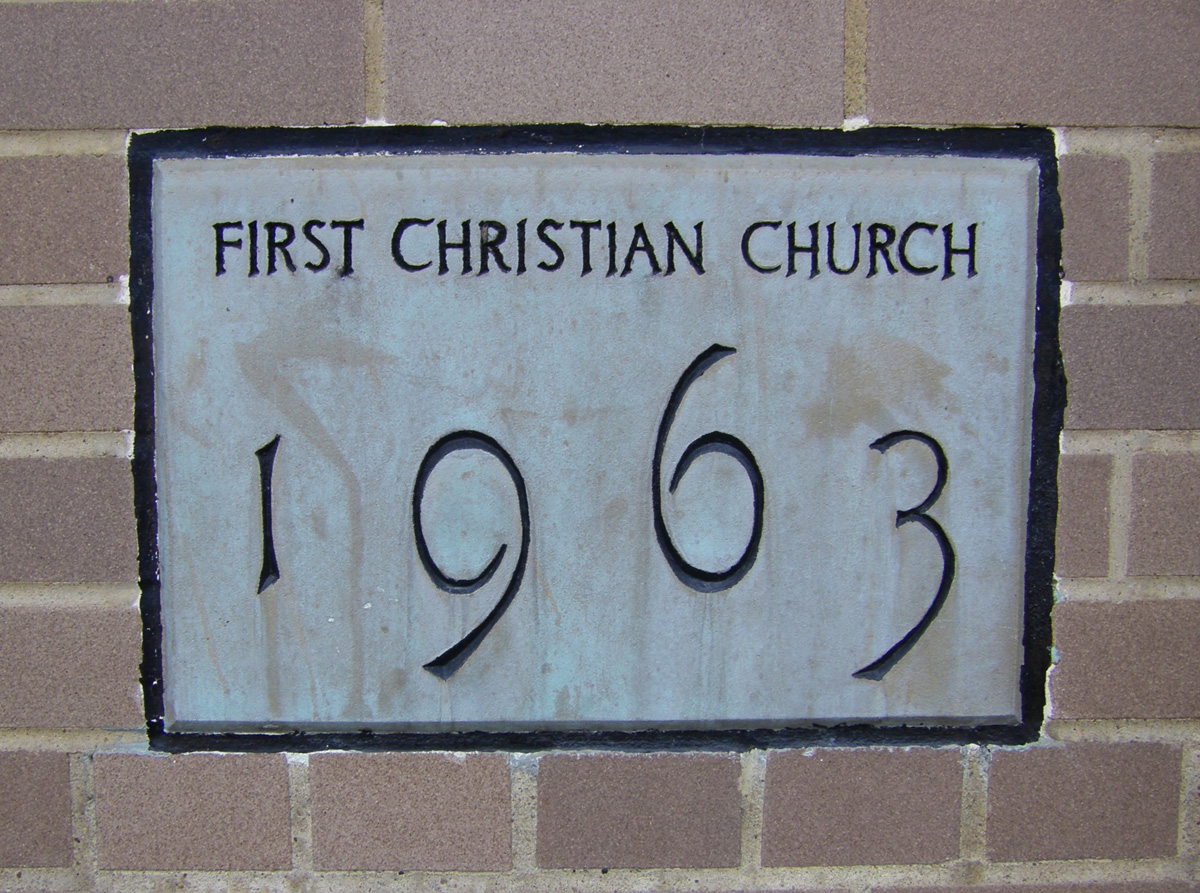 FIRST CHRISTIAN CHURCH
1963